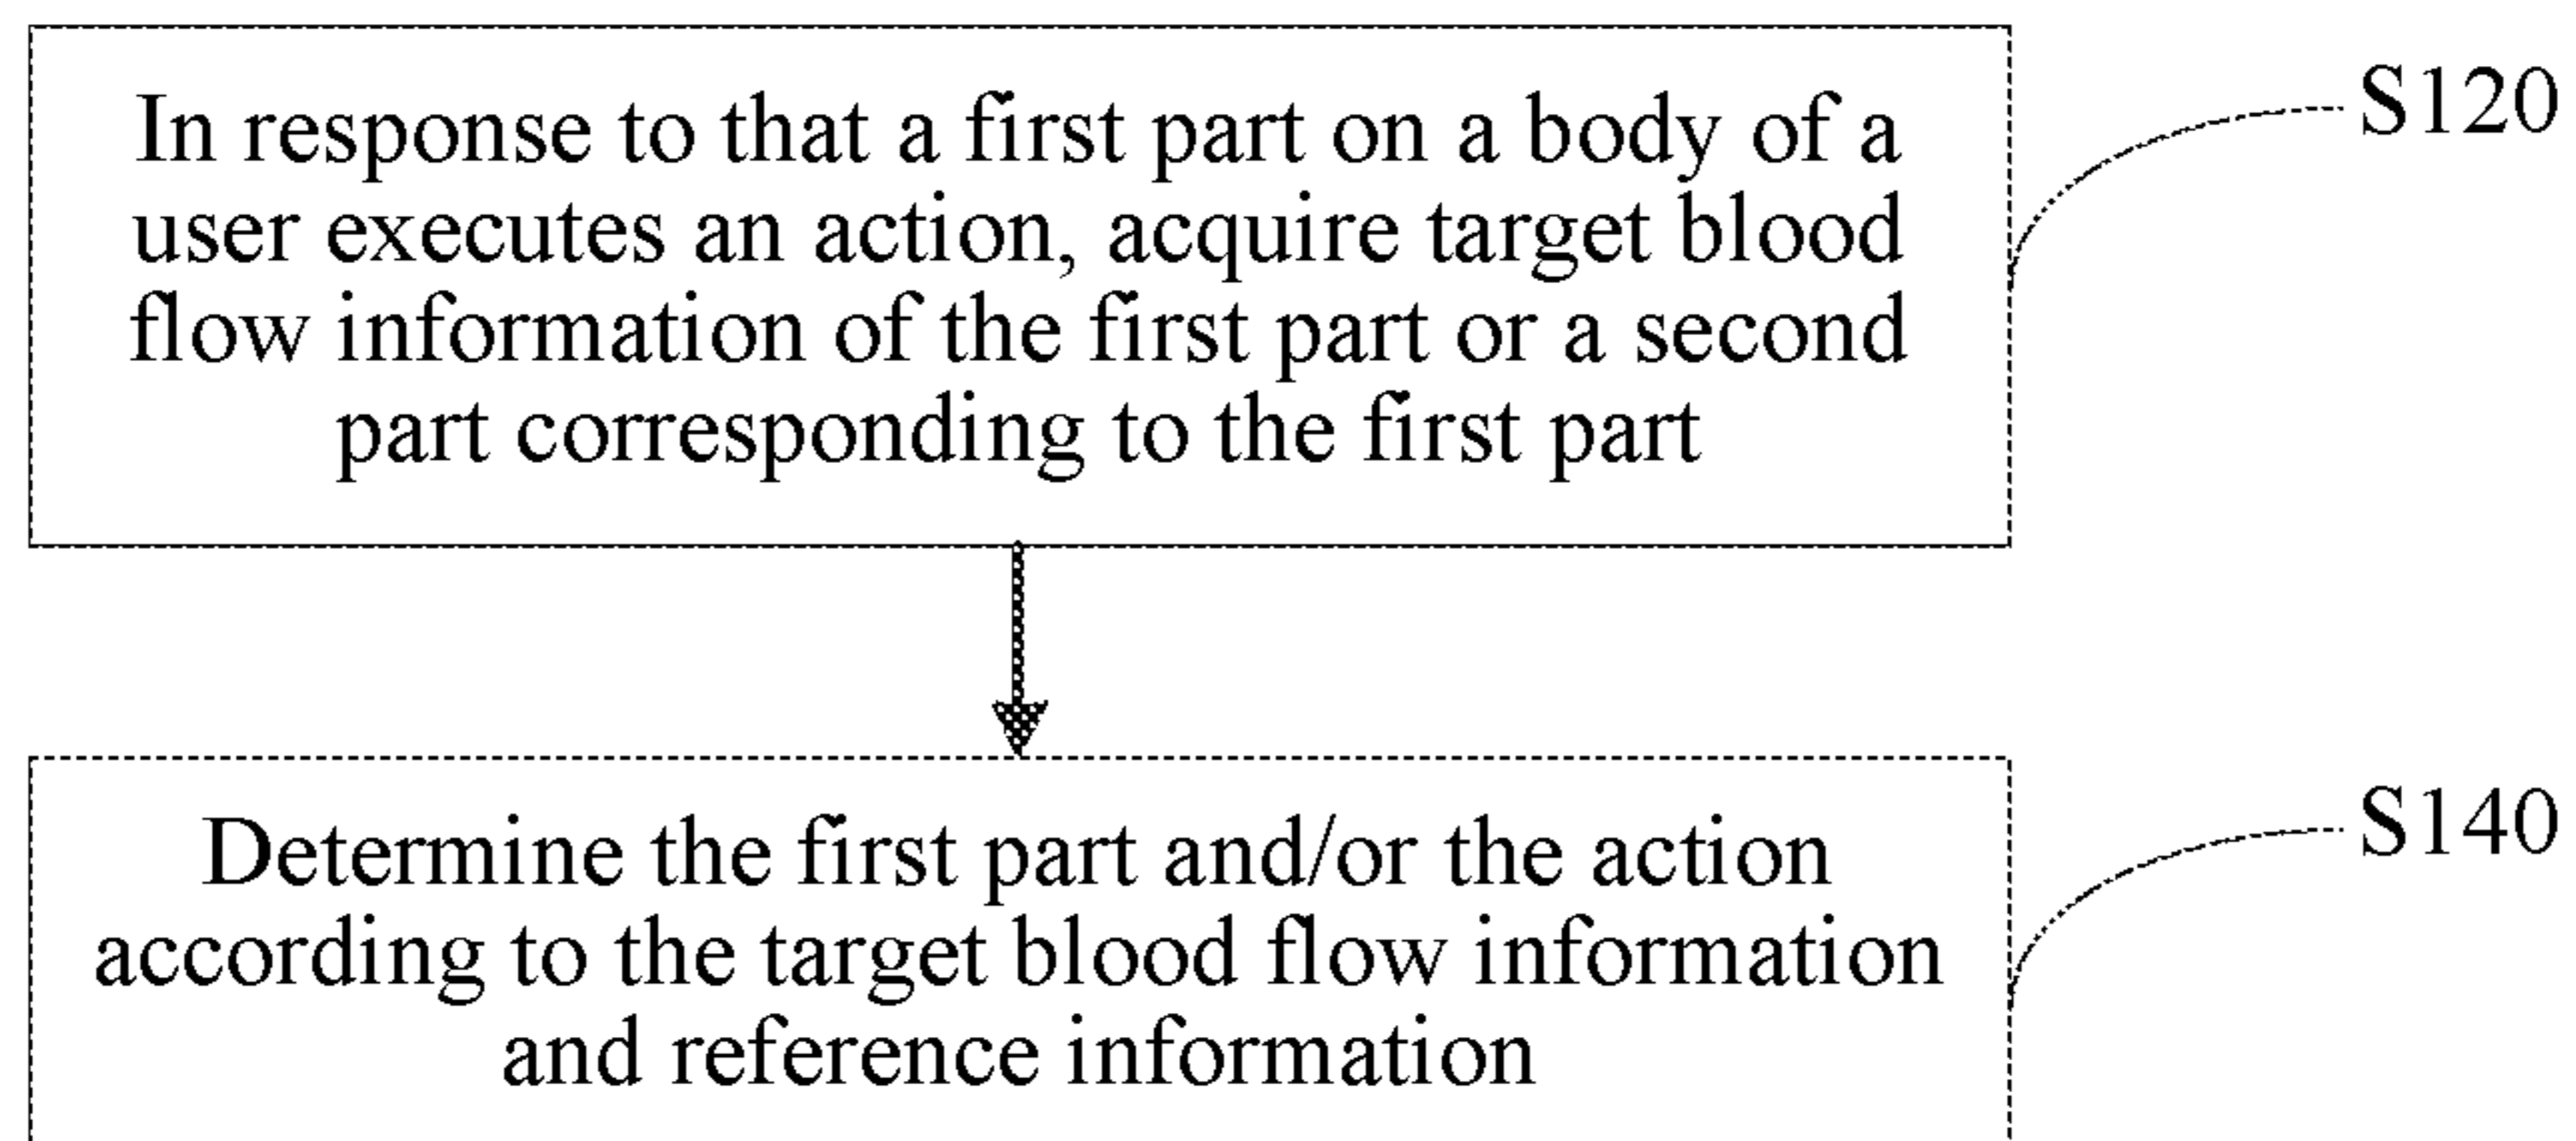 In response to that a first part on a body of a
user executes an action, acquire target blood
flow information of the first part or a second
part corresponding to the first part
S120
Determine the first part and/or the action
according to the target blood flow information
and reference information
S140